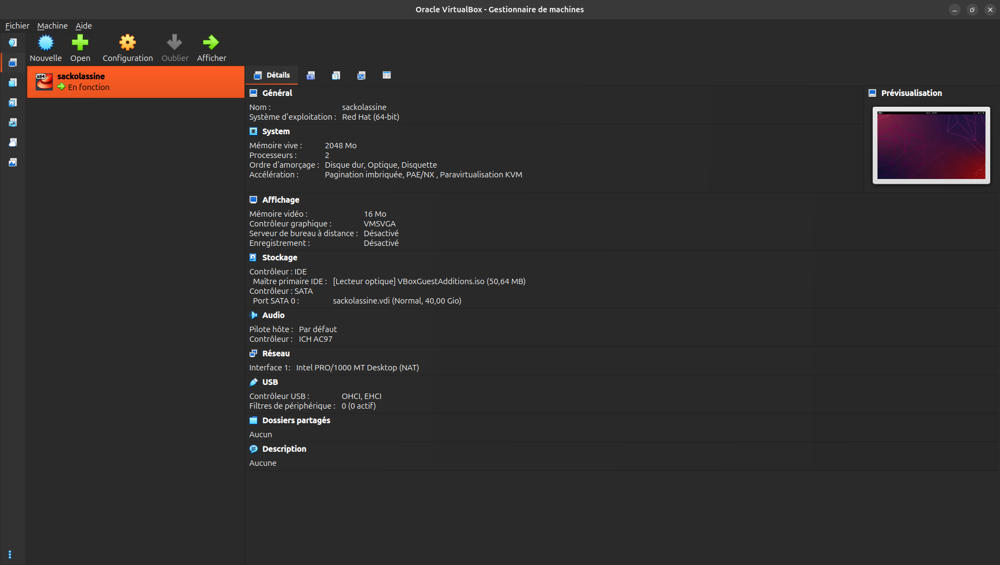 Oracle VirtualBox - Gestionnaire de machines
Fichier Machine Aide
Nouvelle Open Configuration Oublier Afficher
x64
sackolassine
En fonction
Détails
Général
Nom : sackolassine
Système d'exploitation : Red Hat (64-bit)
Prévisualisation
System
Mémoire vive : 2048 Mo
Processeurs : 2
Ordre d'amorçage : Disque dur, Optique, Disquette
Accélération : Pagination imbriquée, PAE/NX , Paravirtualisation KVM
Affichage
Mémoire vidéo : 16 Mo
Contrôleur graphique : VMSVGA
Serveur de bureau à distance : Désactivé
Enregistrement : Désactivé
Stockage
Contrôleur : IDE
Maître primaire IDE : [Lecteur optique] VBoxGuestAdditions.iso (50,64 MB)
Contrôleur : SATA
Port SATA 0 : sackolassine.vdi (Normal, 40,00 Gio)
Audio
Pilote hôte : Par défaut
Contrôleur : ICH AC97
Réseau
Interface 1: Intel PRO/1000 MT Desktop (NAT)
USB
Contrôleur USB : OHCI, EHCI
Filtres de périphérique : 0 (0 actif)
Dossiers partagés
Aucun
Description
Aucune